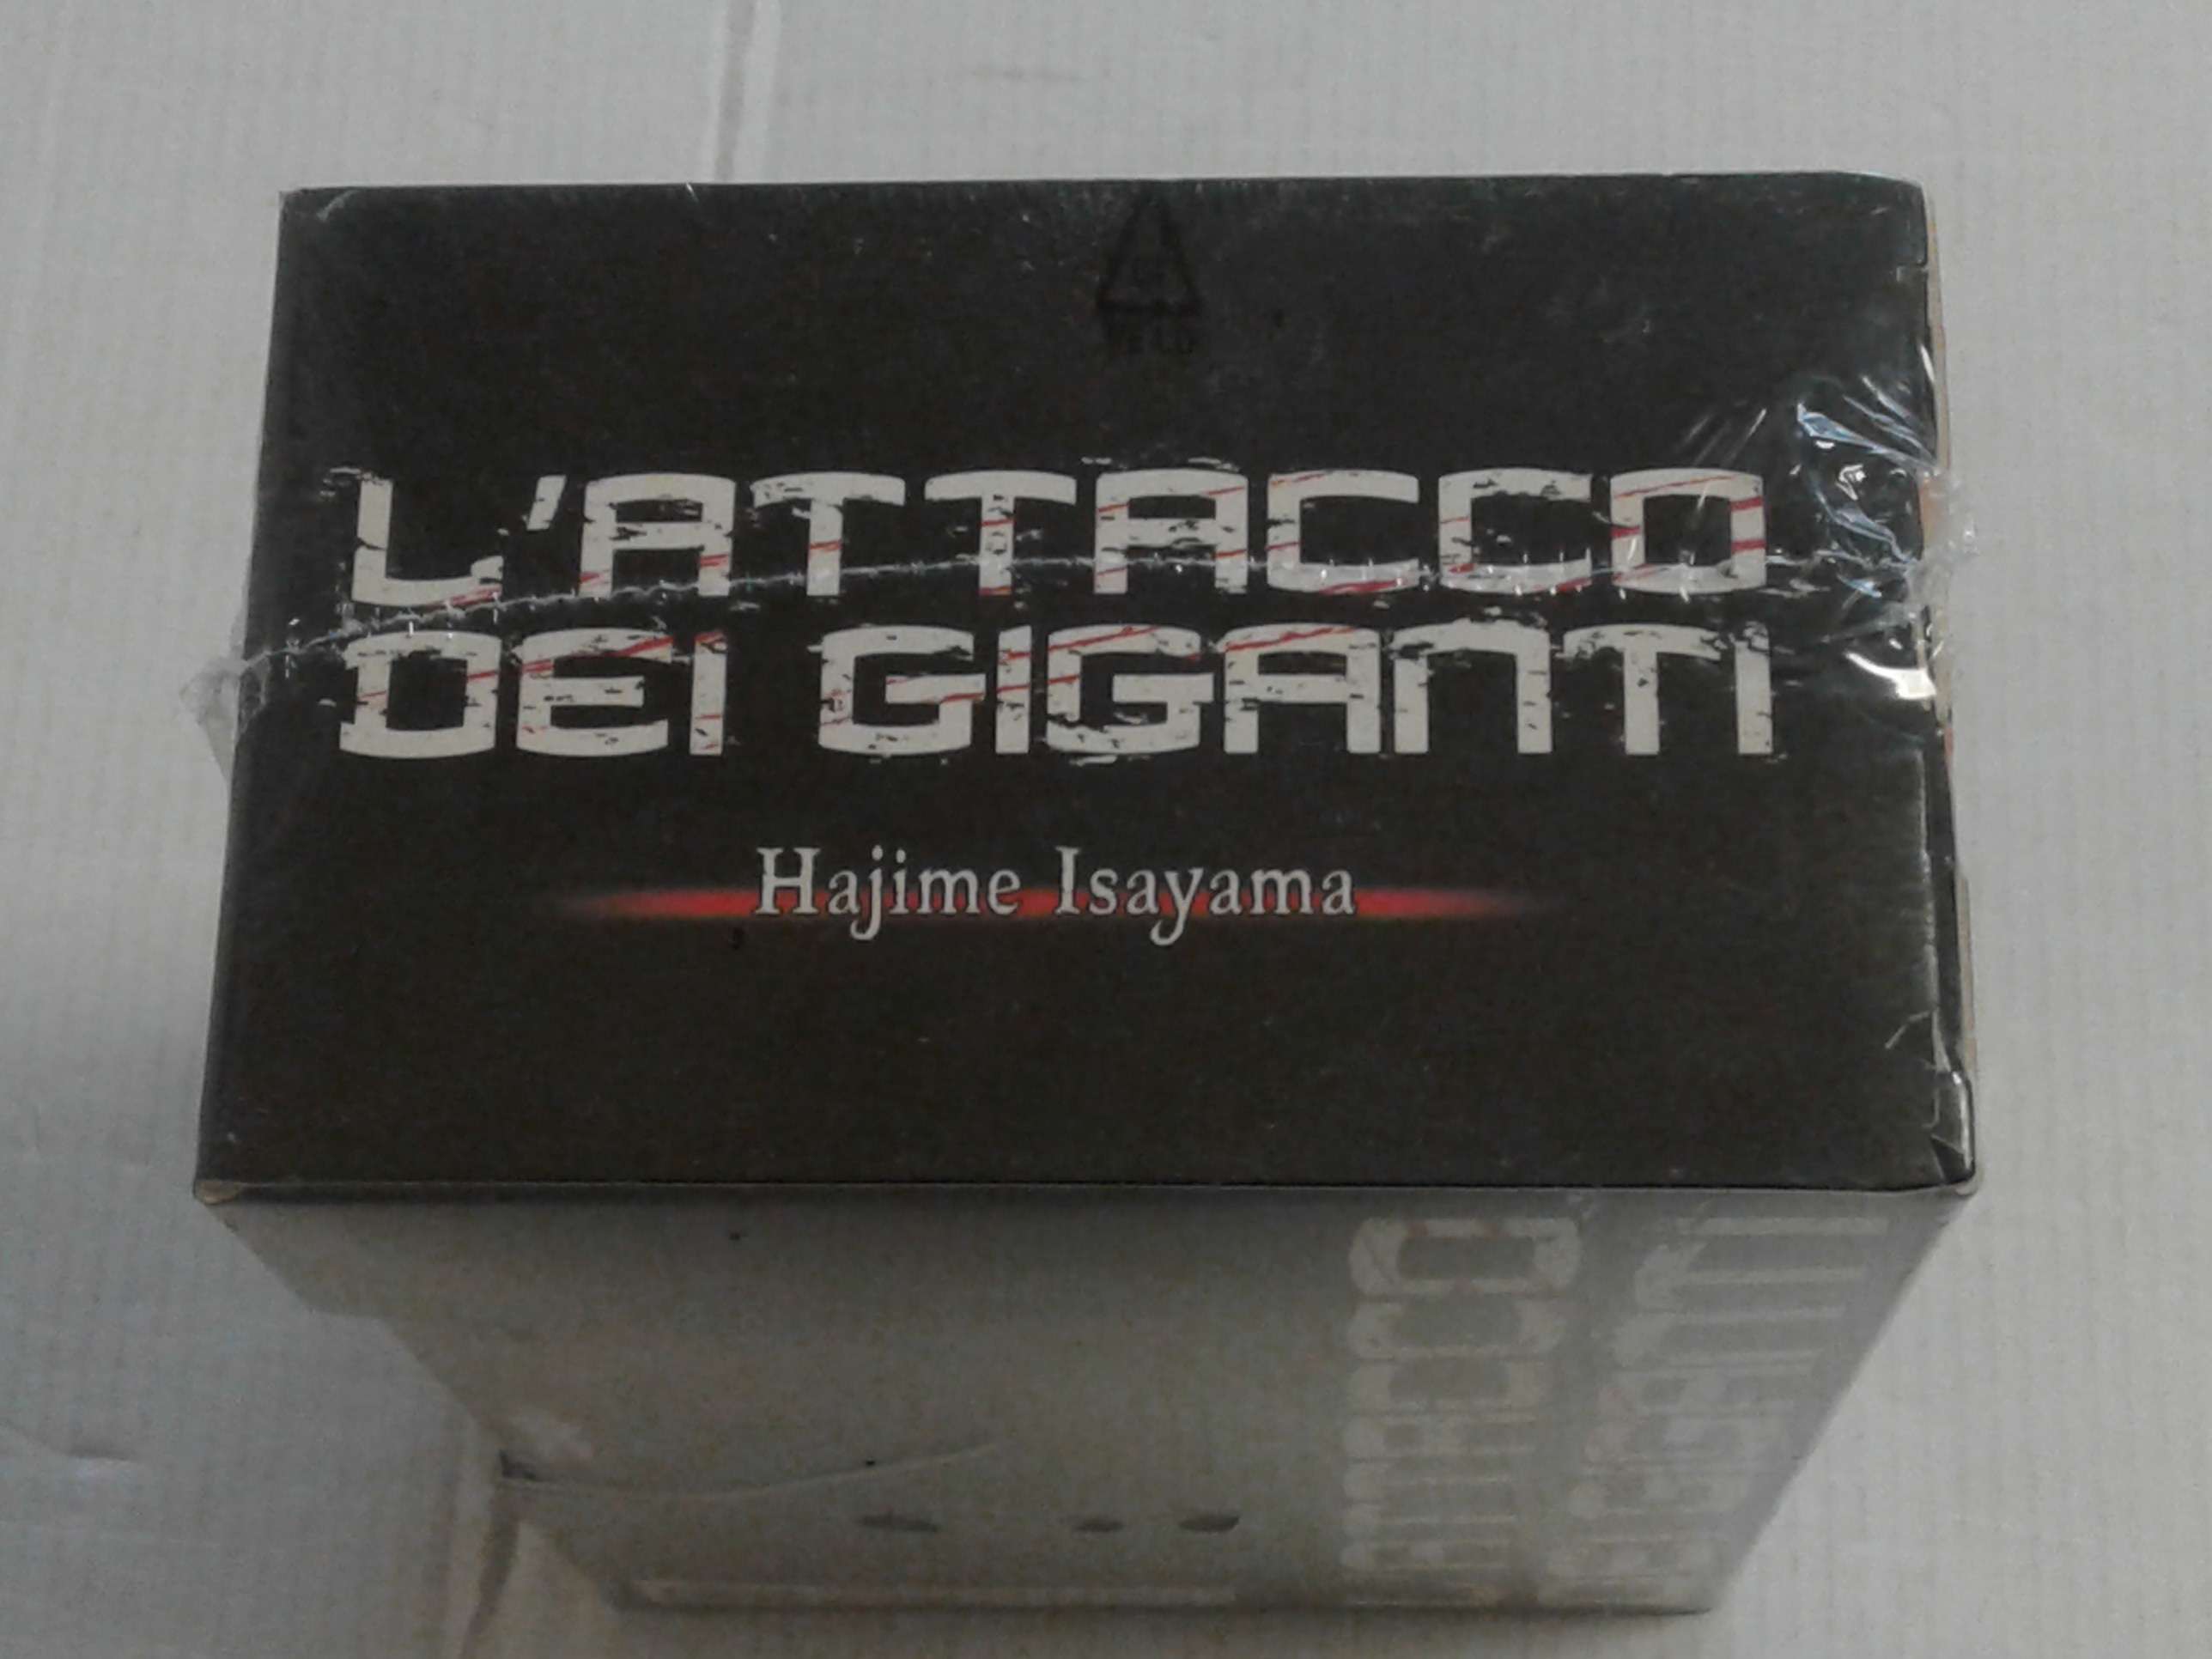 L'ATTACCO
DEI GIGANTI
Hajime Isayama